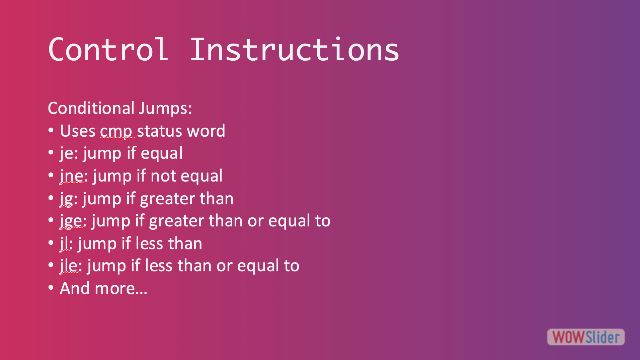 Control Instructions
Conditional Jumps:
• Uses cmp status word
• je: jump if equal
• jne: jump if not equal
• jg: jump if greater than
• jge: jump if greater than or equal to
• jl: jump if less than
• jle: jump if less than or equal to
• And more...
WOWSlider